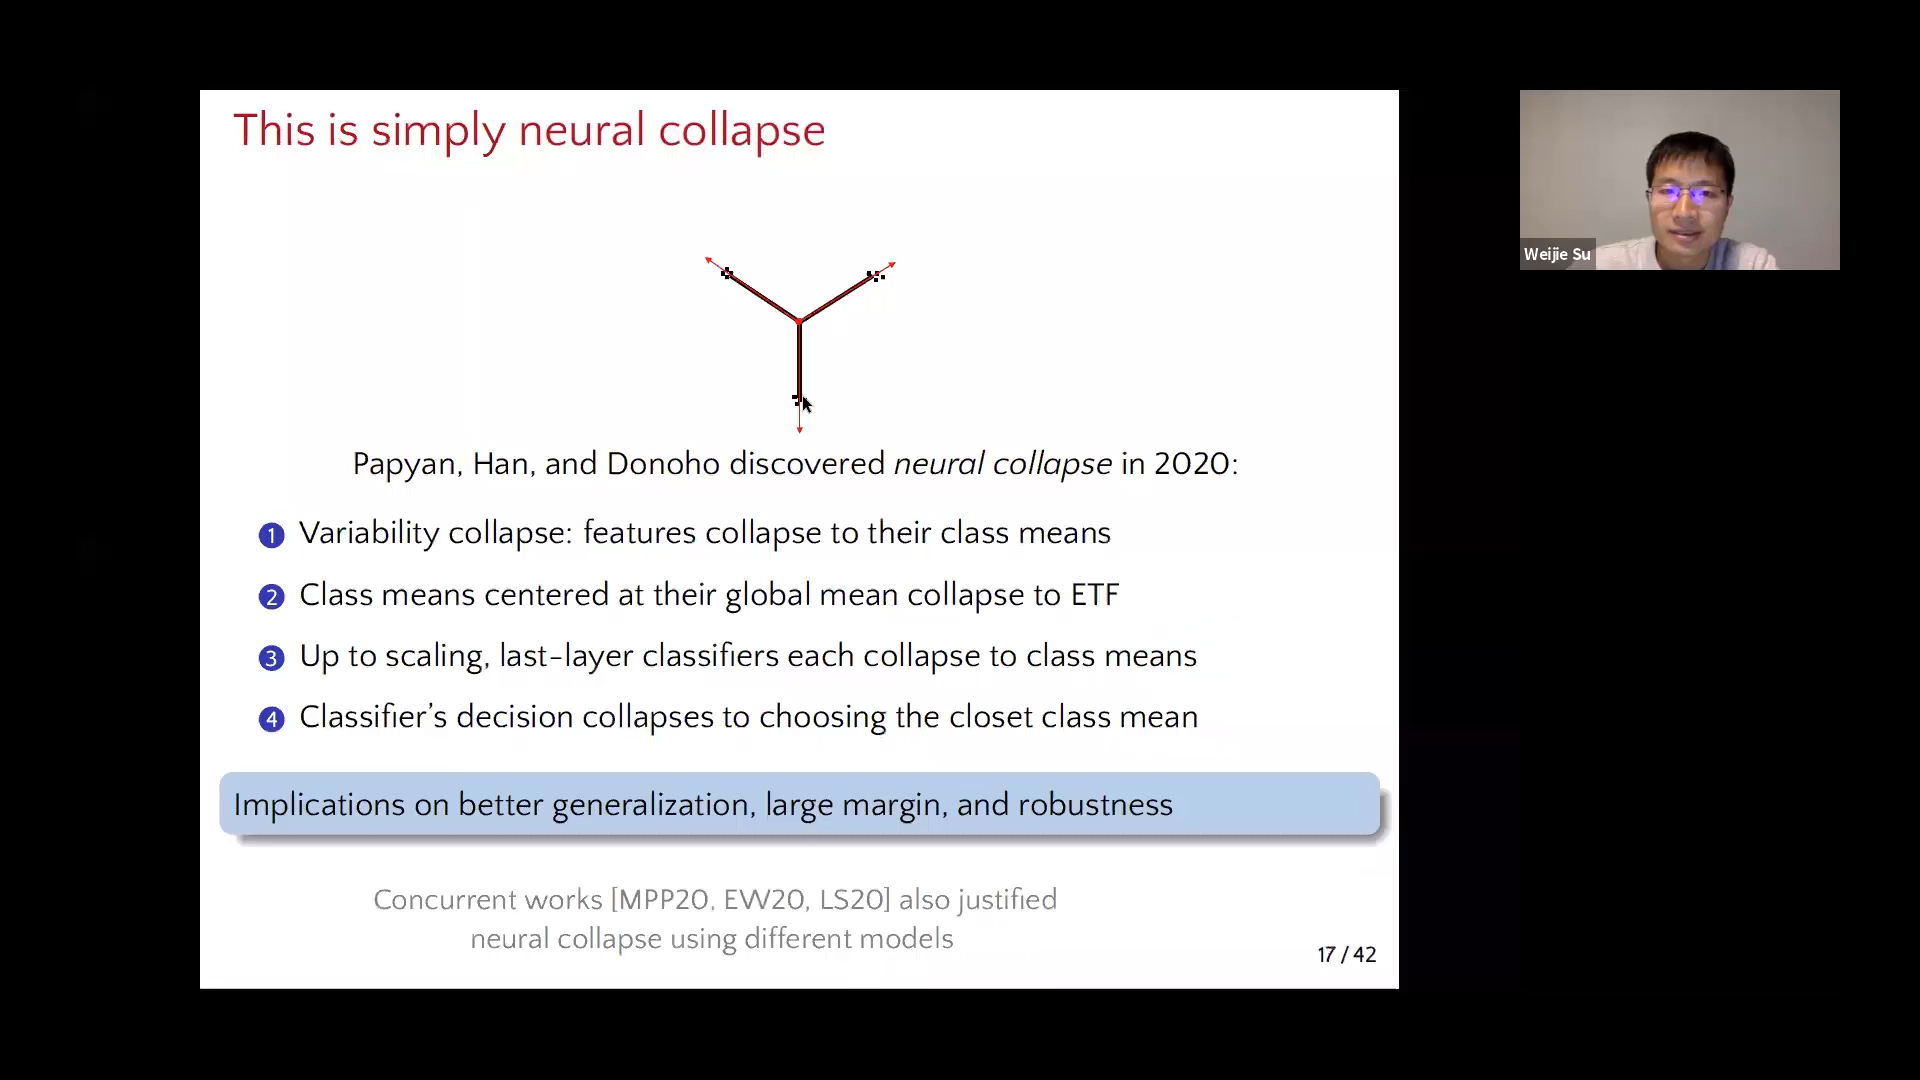 This is simply neural collapse
Weijie Su
Papyan, Han, and Donoho discovered neural collapse in 2020:
1 Variability collapse: features collapse to their class means
2 Class means centered at their global mean collapse to ETF
3 Up to scaling, last-layer classifiers each collapse to class means
4 Classifier's decision collapses to choosing the closet class mean
Implications on better generalization, large margin, and robustness
Concurrent works [MPP20, EW20, LS20] also justified
neural collapse using different models
17 / 42